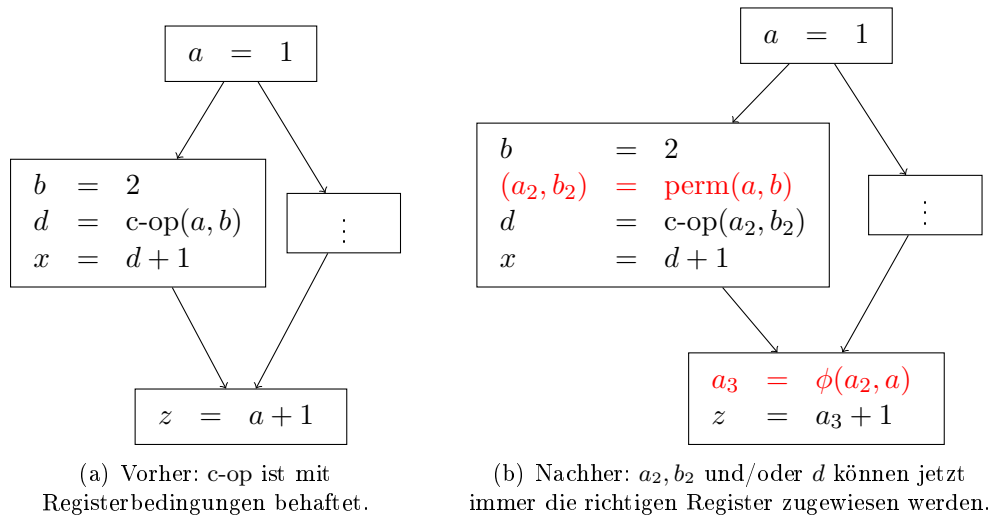 a = 1
b = 2
d = c-op(a, b)
x = d + 1
⋮
z = a + 1
(a) Vorher: c-op ist mit
Registerbedingungen behaftet.
a = 1
b = 2
(a₂, b₂) = perm(a, b)
d = c-op(a₂, b₂)
x = d + 1
⋮
a₃ = ϕ(a₂, a)
z = a₃ + 1
(b) Nachher: a₂, b₂ und/oder d können jetzt
immer die richtigen Register zugewiesen werden.